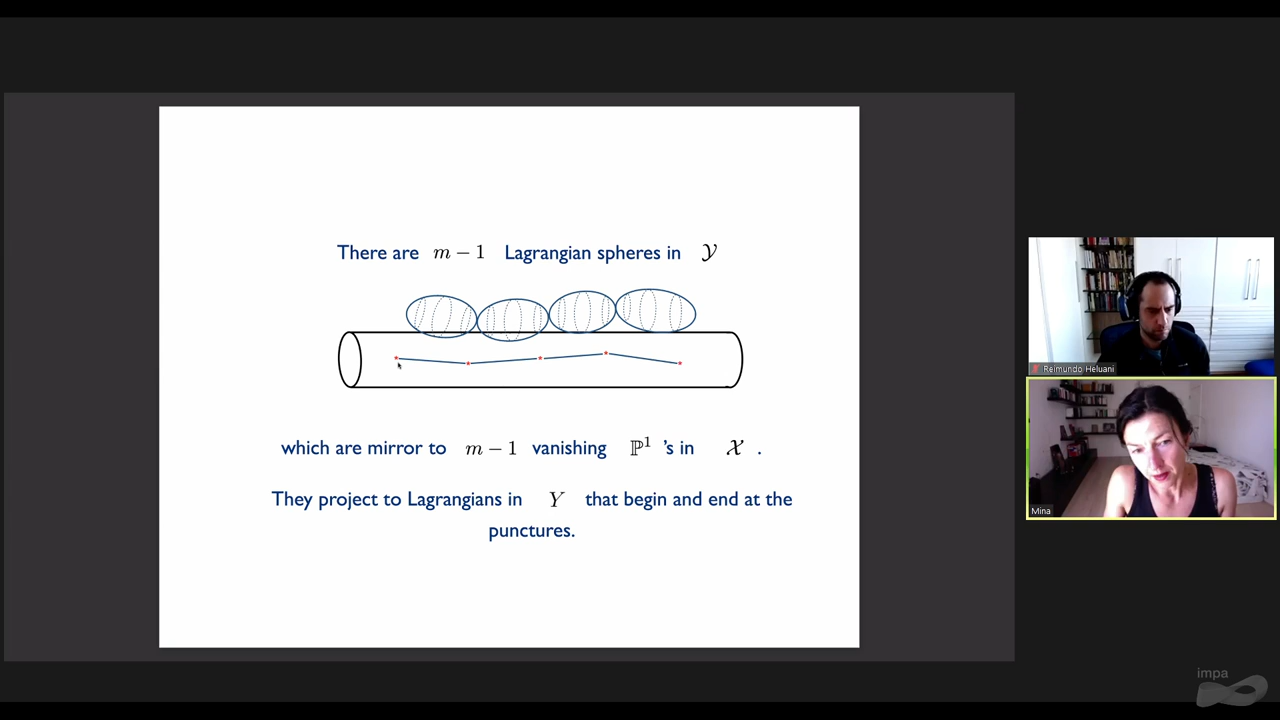 There are m − 1 Lagrangian spheres in 𝒴
which are mirror to m − 1 vanishing ℙ¹ 's in 𝒳 .
They project to Lagrangians in Y that begin and end at the
punctures.
Reimundo Heluani
Mina
impa